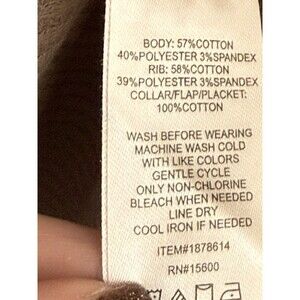 BODY: 57%COTTON
40%POLYESTER 3%SPANDEX
RIB: 58%COTTON
39%POLYESTER 3%SPANDEX
COLLAR/FLAP/PLACKET:
100%COTTON
WASH BEFORE WEARING
MACHINE WASH COLD
WITH LIKE COLORS
GENTLE CYCLE
ONLY NON-CHLORINE
BLEACH WHEN NEEDED
LINE DRY
COOL IRON IF NEEDED
ITEM#1878614
RN#15600